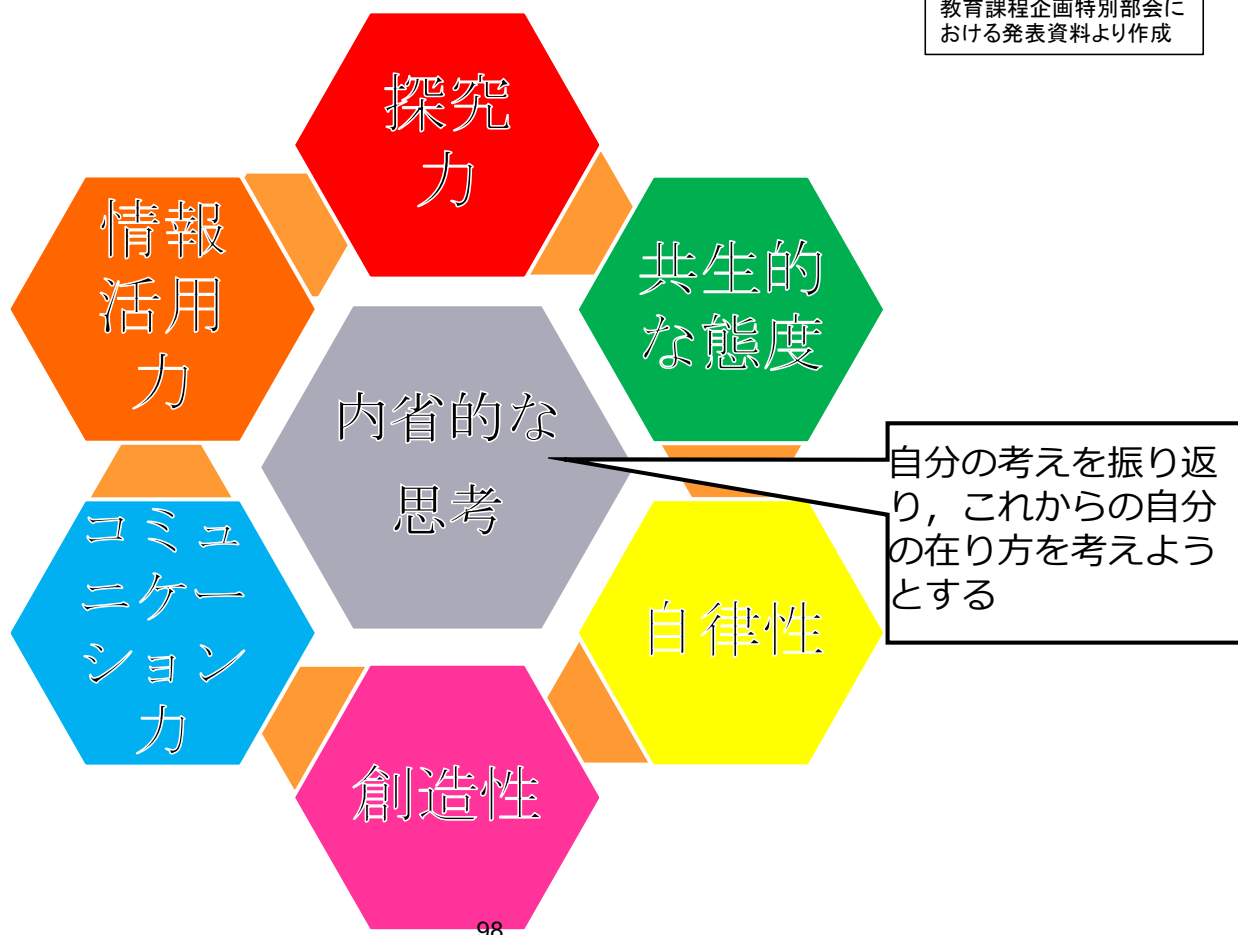 教育課程企画特別部会に
おける発表資料より作成
探究
力
情報
活用
力
共生的
な態度
内省的な
思考
自分の考えを振り返
り，これからの自分
の在り方を考えよう
とする
コミュ
ニケー
ション
力
自律性
創造性
98